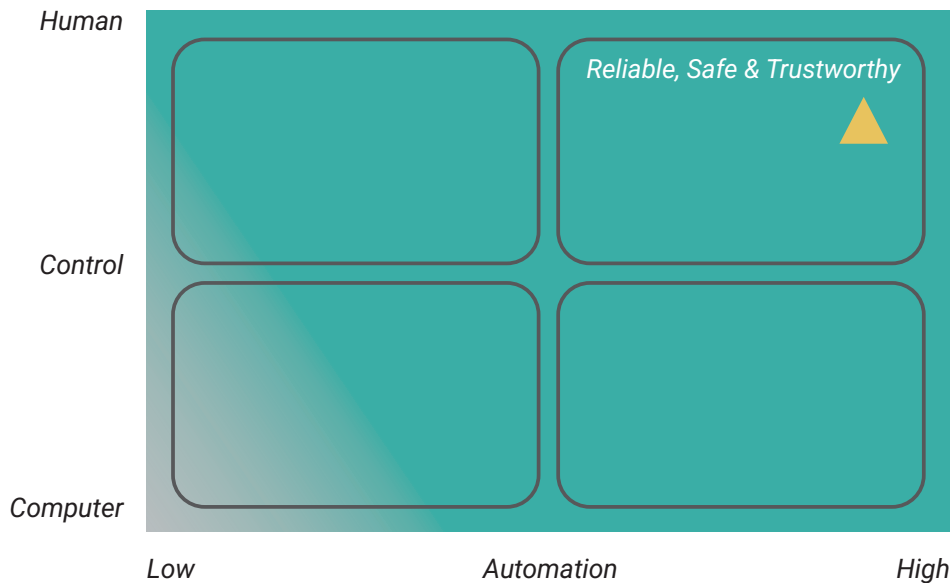 Human
Reliable, Safe & Trustworthy
Control
Computer
Low
Automation
High